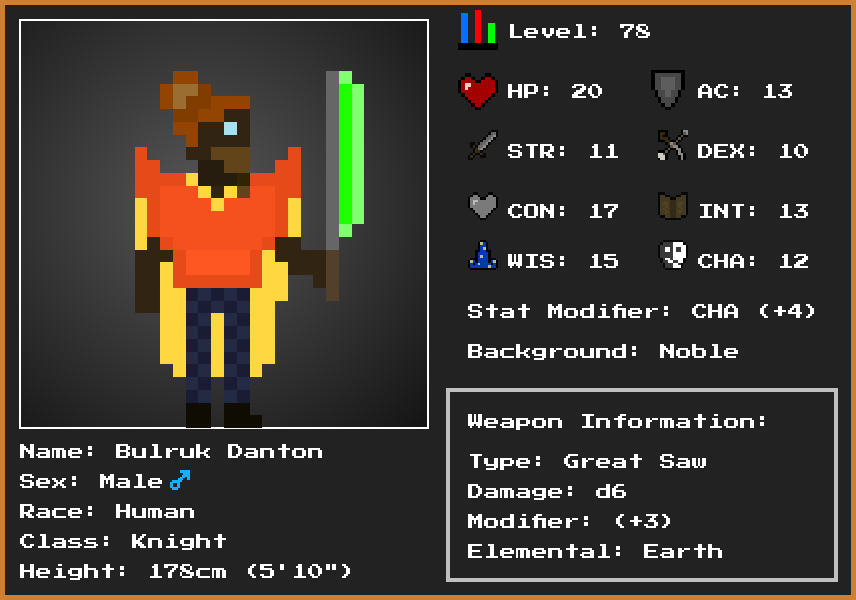 Level: 78
HP: 20 AC: 13
STR: 11 DEX: 10
CON: 17 INT: 13
WIS: 15 CHA: 12
Stat Modifier: CHA (+4)
Background: Noble
Weapon Information:
Type: Great Saw
Damage: d6
Modifier: (+3)
Elemental: Earth
Name: Bulruk Danton
Sex: Male♂
Race: Human
Class: Knight
Height: 178cm (5'10")